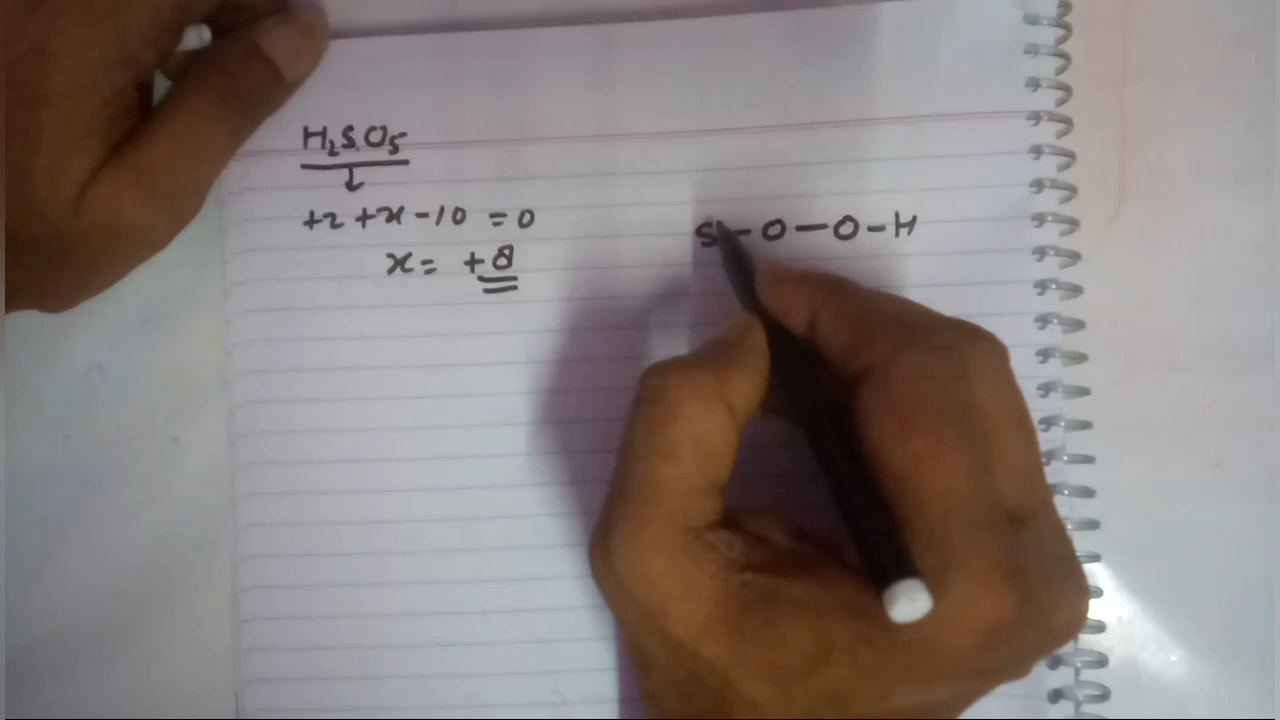 H₂SO₅
↓
+2 +x -10 = 0
x = +8
S-O-O-H